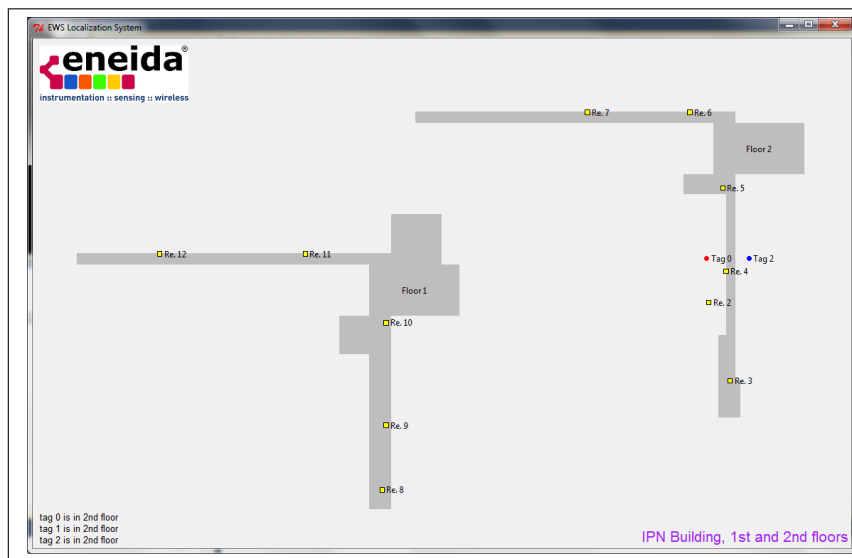 EWS Localization System
eneida®
instrumentation :: sensing :: wireless
Re. 7
Re. 6
Floor 2
Re. 5
Re. 12
Re. 11
Tag 0
Tag 2
Re. 4
Floor 1
Re. 2
Re. 10
Re. 3
Re. 9
Re. 8
tag 0 is in 2nd floor
tag 1 is in 2nd floor
tag 2 is in 2nd floor
IPN Building, 1st and 2nd floors